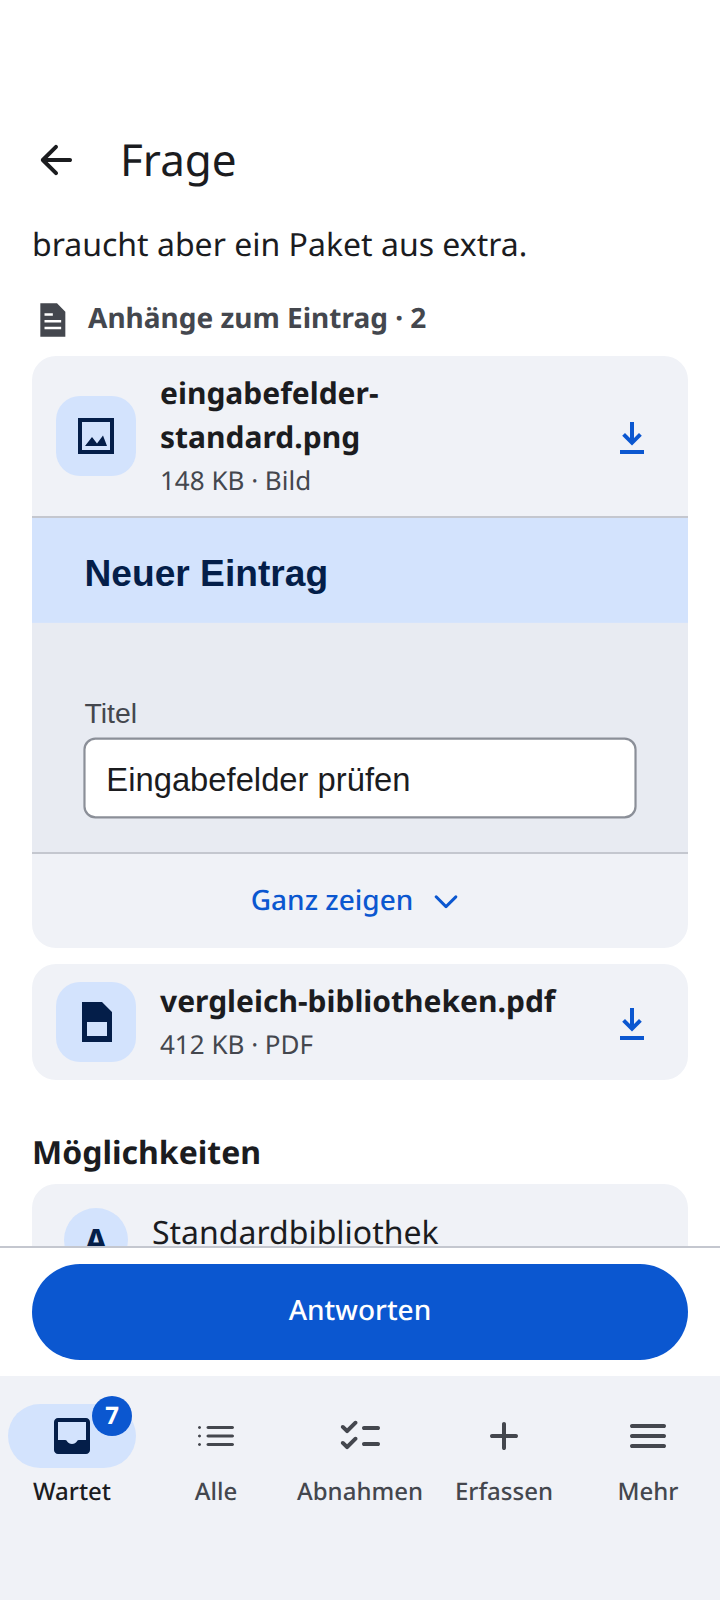 Frage
braucht aber ein Paket aus extra.
Anhänge zum Eintrag · 2
eingabefelder-
standard.png
148 KB · Bild
Neuer Eintrag
Titel
Eingabefelder prüfen
Ganz zeigen
vergleich-bibliotheken.pdf
412 KB · PDF
Möglichkeiten
A
Standardbibliothek
Antworten
7
Wartet
Alle
Abnahmen
Erfassen
Mehr